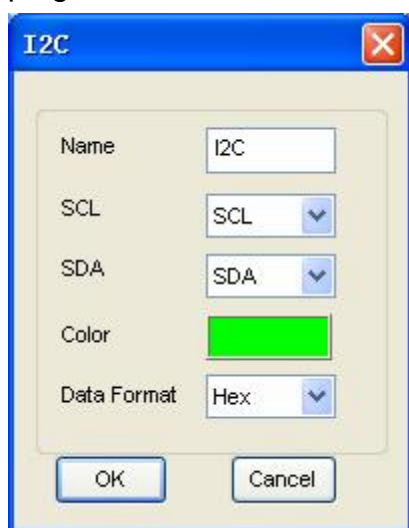 I2C
Name I2C
SCL SCL
SDA SDA
Color
Data Format Hex
OK Cancel